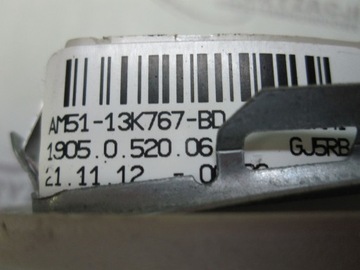 AM51-13K767-BD
1905.0.520.06 GJ5RB
21.11.12 -